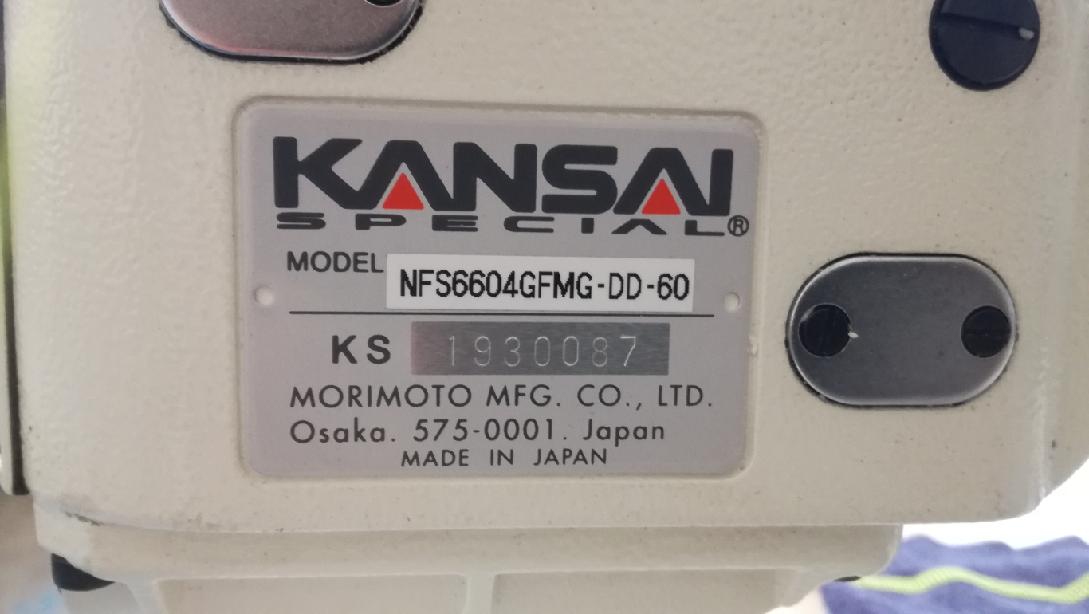 KANSAI
SPECIAL®
MODEL NFS6604GFMG-DD-60
KS 1930087
MORIMOTO MFG. CO., LTD.
Osaka. 575-0001. Japan
MADE IN JAPAN